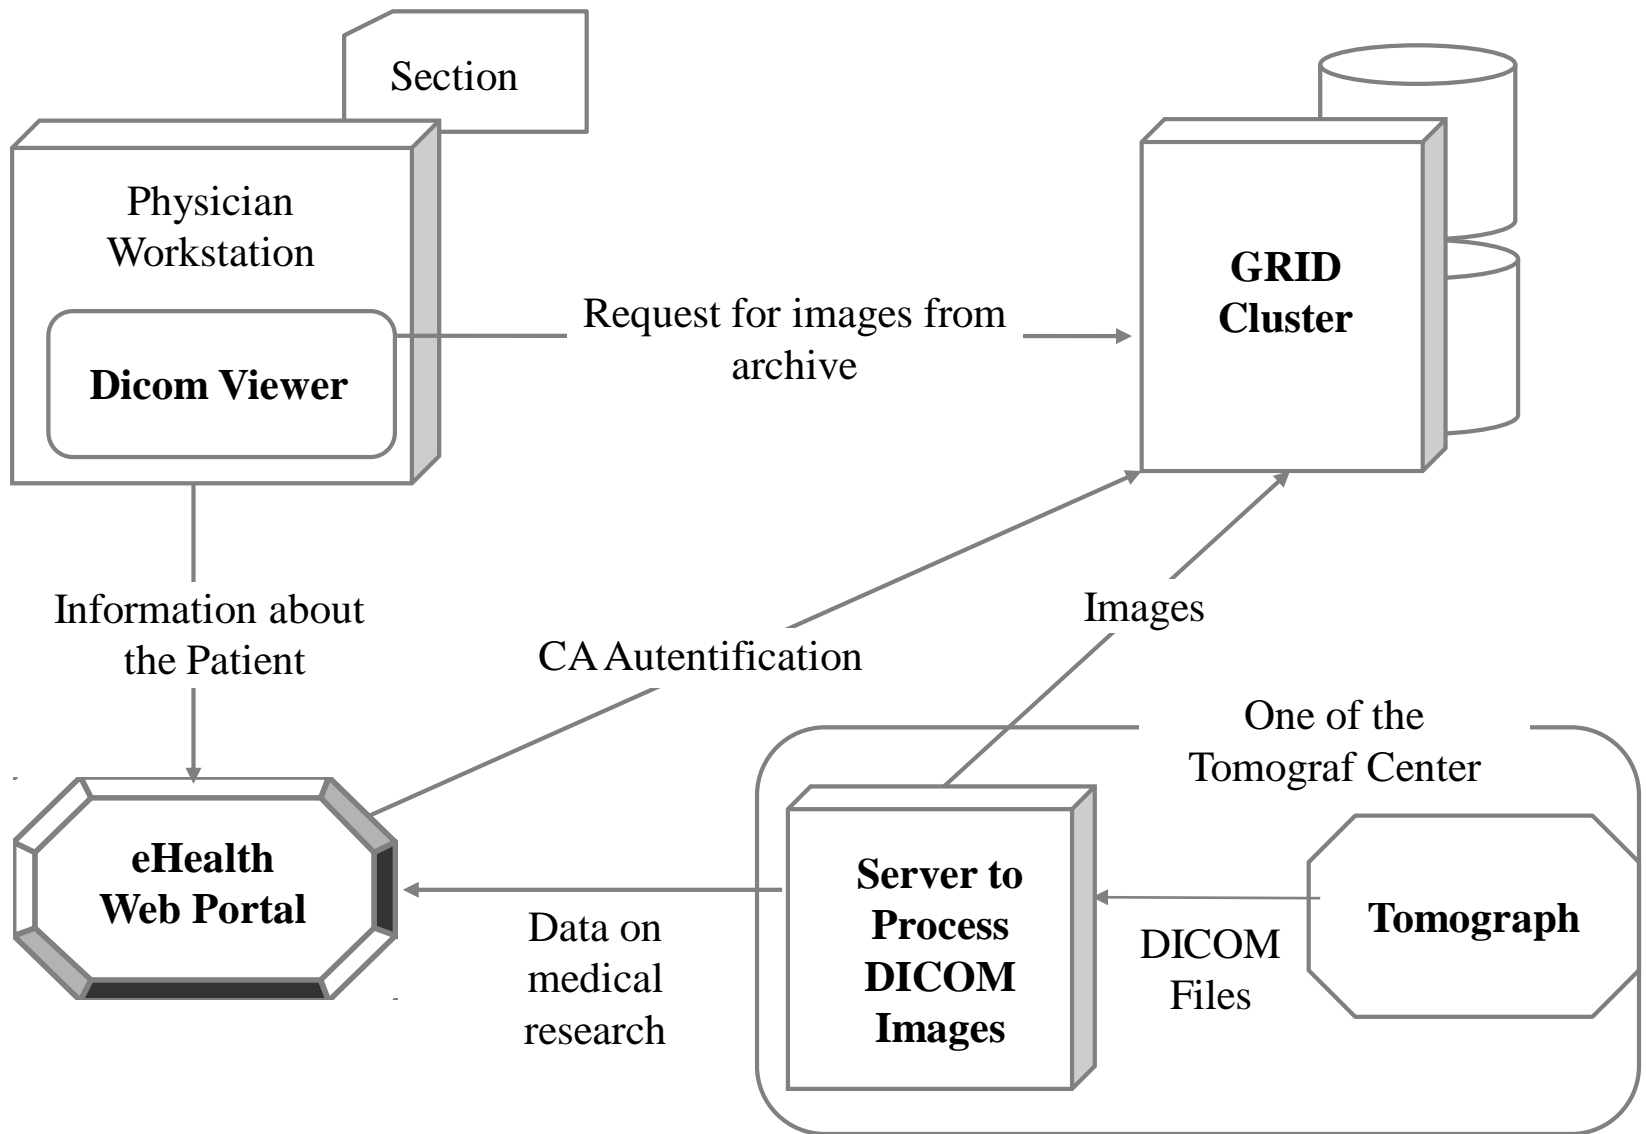 Section
Physician
Workstation
Dicom Viewer
Request for images from
archive
GRID
Cluster
Information about
the Patient
CA Autentification
Images
One of the
Tomograf Center
eHealth
Web Portal
Data on
medical
research
Server to
Process
DICOM
Images
DICOM
Files
Tomograph